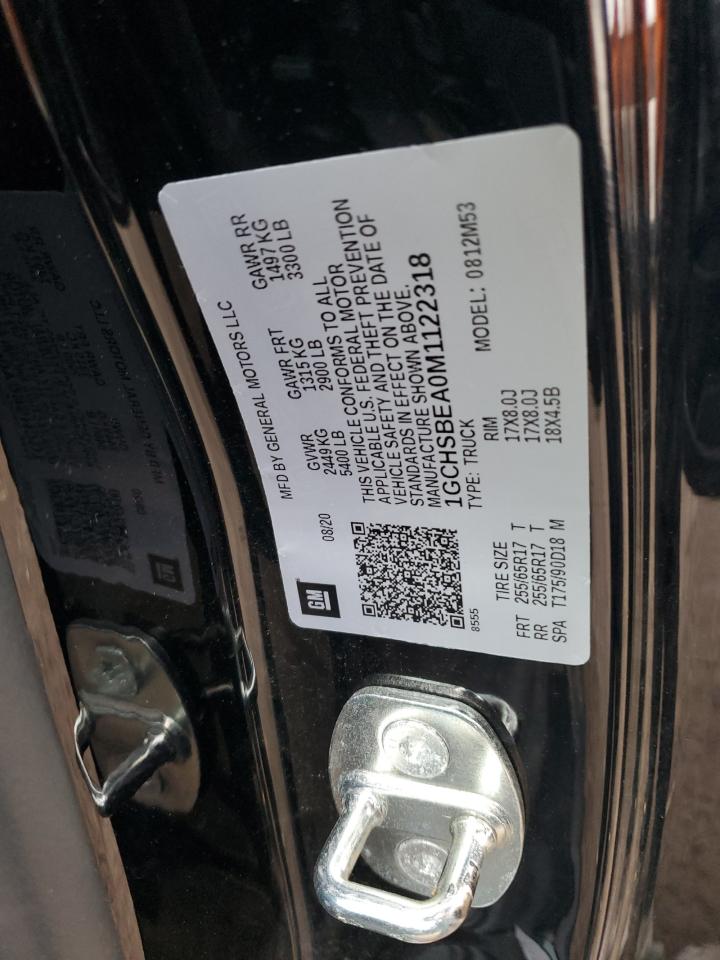 GM
MFD BY GENERAL MOTORS LLC
08/20 GVWR GAWR FRT GAWR RR
2449 KG 1315 KG 1497 KG
5400 LB 2900 LB 3300 LB
THIS VEHICLE CONFORMS TO ALL
APPLICABLE U.S. FEDERAL MOTOR
VEHICLE SAFETY AND THEFT PREVENTION
STANDARDS IN EFFECT ON THE DATE OF
MANUFACTURE SHOWN ABOVE.
1GCHSBEA0M1122318
8555 TYPE: TRUCK MODEL: 0812M53
TIRE SIZE RIM
FRT 255/65R17 T 17X8.0J
RR 255/65R17 T 17X8.0J
SPA T175/90D18 M 18X4.5B